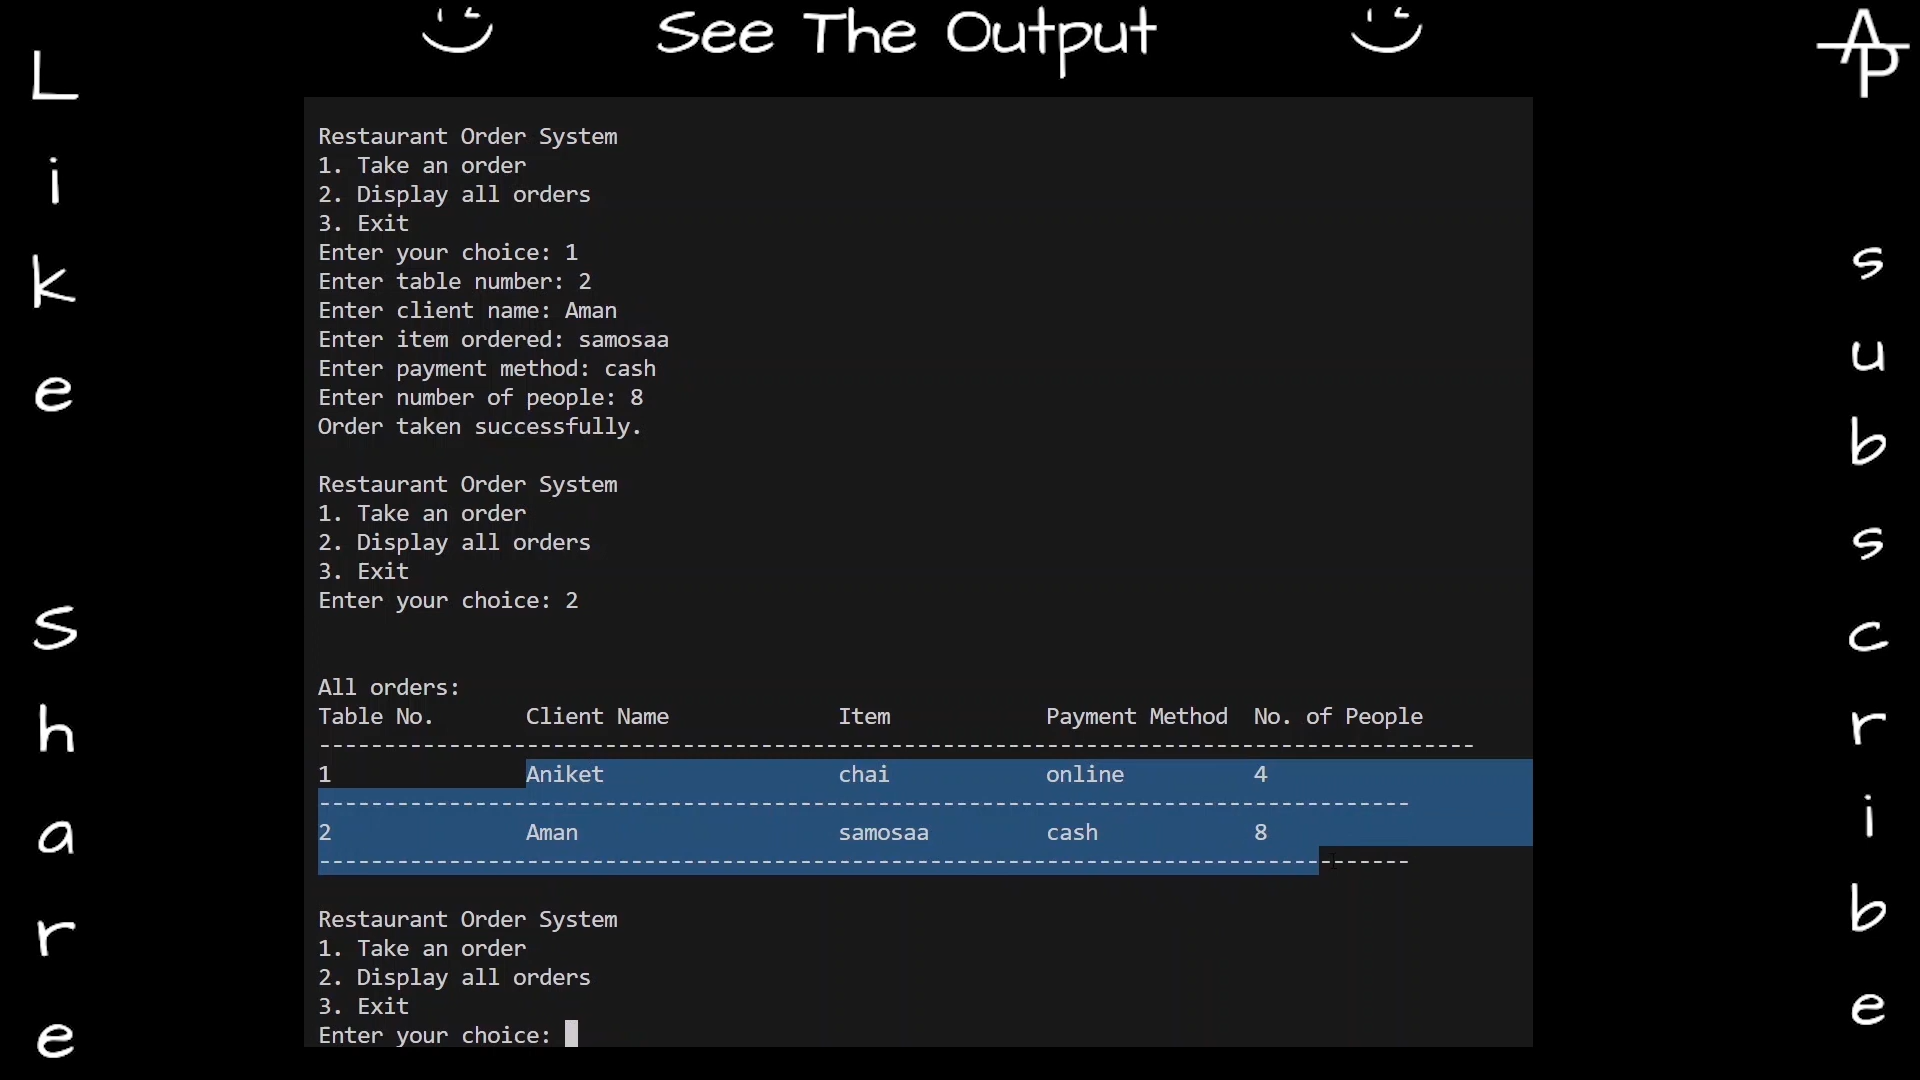 See The Output
AP
Like Share
subscribe
Restaurant Order System
1. Take an order
2. Display all orders
3. Exit
Enter your choice: 1
Enter table number: 2
Enter client name: Aman
Enter item ordered: samosaa
Enter payment method: cash
Enter number of people: 8
Order taken successfully.
Restaurant Order System
1. Take an order
2. Display all orders
3. Exit
Enter your choice: 2
All orders:
Table No. Client Name Item Payment Method No. of People
-----------------------------------------------------------------------------------------
1 Aniket chai online 4
------------------------------------------------------------------------------------
2 Aman samosaa cash 8
------------------------------------------------------------------------------------
Restaurant Order System
1. Take an order
2. Display all orders
3. Exit
Enter your choice: